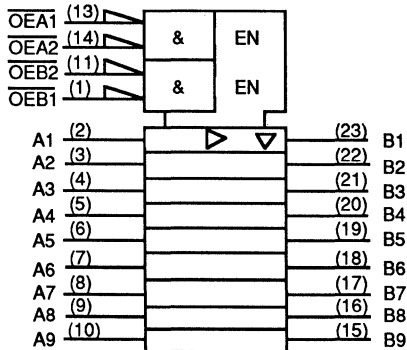 OEA1 (13)
OEA2 (14) & EN
OEB2 (11)
OEB1 (1) & EN
A1 (2) (23) B1
A2 (3) (22) B2
A3 (4) (21) B3
A4 (5) (20) B4
A5 (6) (19) B5
A6 (7) (18) B6
A7 (8) (17) B7
A8 (9) (16) B8
A9 (10) (15) B9